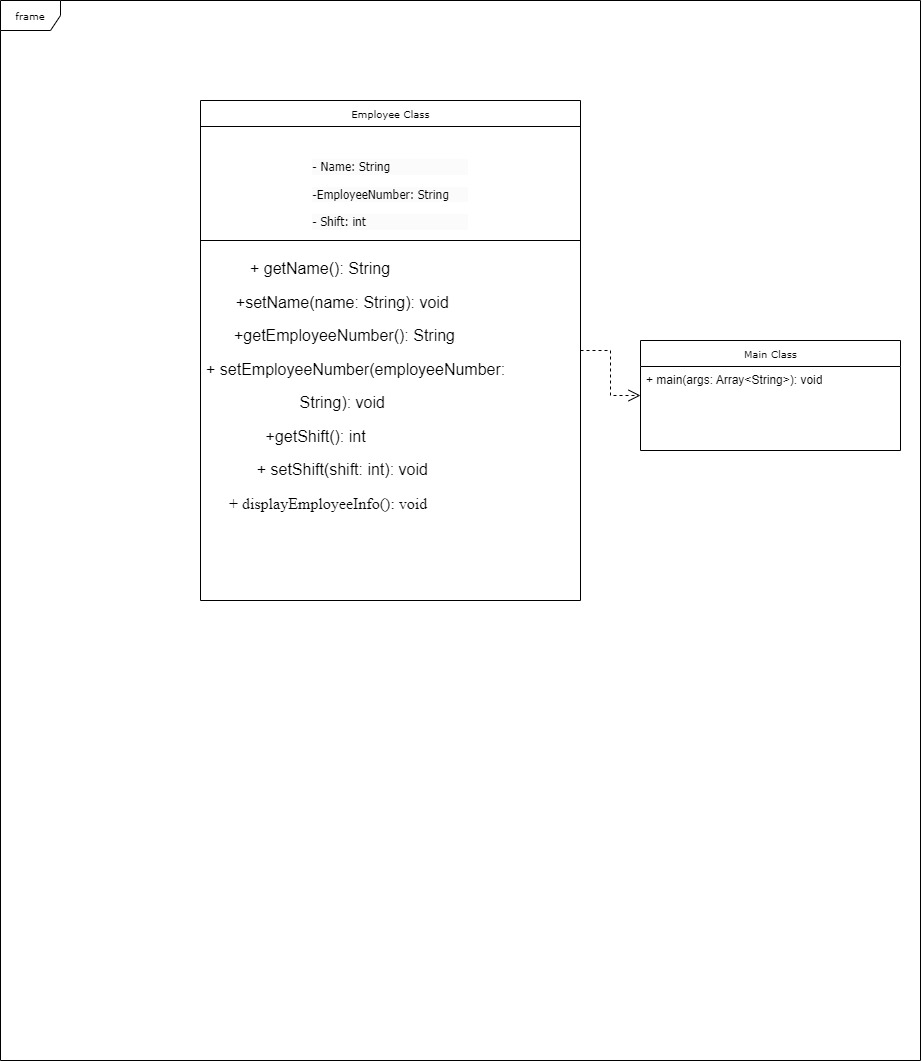 frame
Employee Class
- Name: String
-EmployeeNumber: String
- Shift: int
+ getName(): String
+setName(name: String): void
+getEmployeeNumber(): String
+ setEmployeeNumber(employeeNumber:
String): void
+getShift(): int
+ setShift(shift: int): void
+ displayEmployeeInfo(): void
Main Class
+ main(args: Array<String>): void